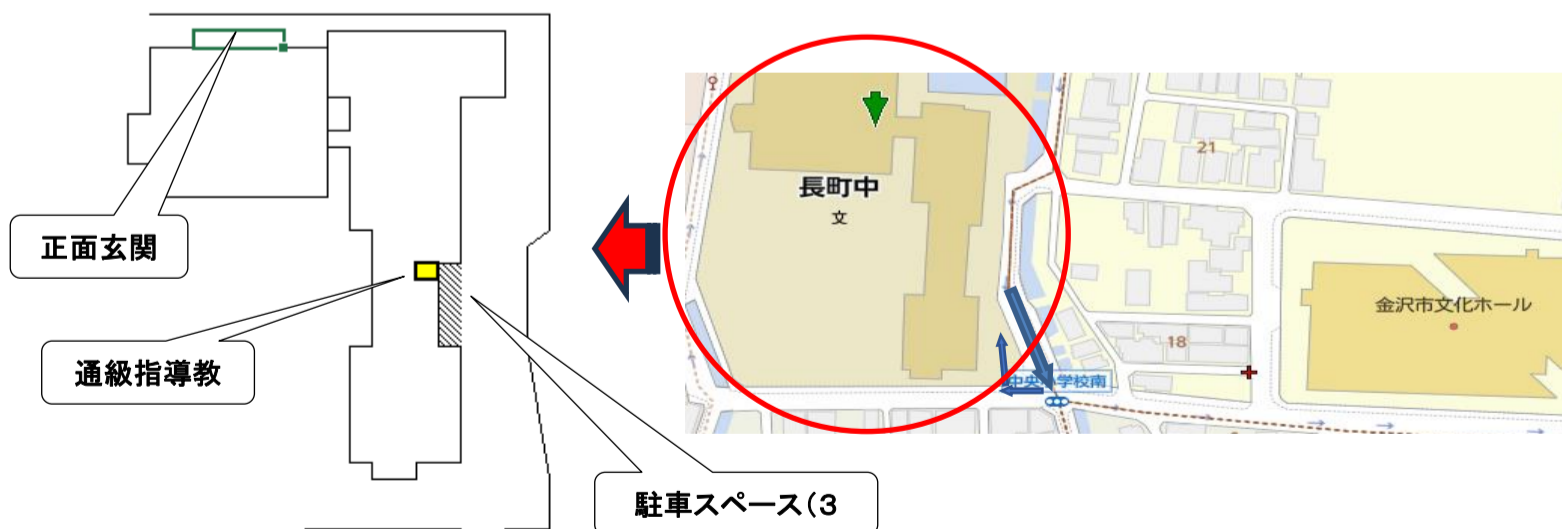 正面玄関
通級指導教
駐車スペース(3
長町中
文
21
18
中央小学校南
金沢市文化ホール